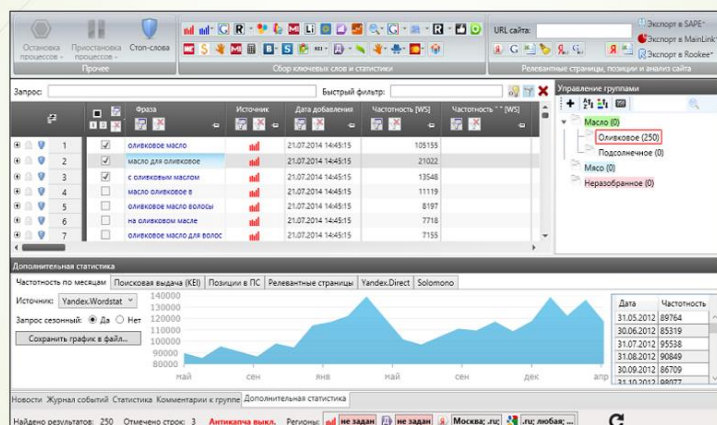 Остановка процессов
Приостановка процессов
Стоп-слова
URL сайта:
Экспорт в SAPE
Экспорт в MainLink
Экспорт в Rookee
Прочее
Сбор ключевых слов и статистики
Релевантные страницы, позиции и анализ сайта
Запрос:
Быстрый фильтр:
Управление группами
Фраза Источник Дата добавления Частотность [WS] Частотность " " [WS]
1 оливковое масло 21.07.2014 14:45:15 105155
2 масло для оливковое 21.07.2014 14:45:15 21022
3 с оливковым маслом 21.07.2014 14:45:15 13548
4 масло оливковое в 21.07.2014 14:45:15 11119
5 оливковое масло волосы 21.07.2014 14:45:15 8197
6 на оливковом масле 21.07.2014 14:45:15 7718
7 оливковое масло для волос 21.07.2014 14:45:15 7155
Масло (0)
Оливковое (250)
Подсолнечное (0)
Мясо (0)
Неразобранное (0)
Дополнительная статистика
Частотность по месяцам Поисковая выдача (KEI) Позиции в ПС Релевантные страницы Yandex.Direct Solomono
Источник: Yandex.Wordstat
Запрос сезонный: Да Нет
Сохранить график в файл...
140000
130000
120000
110000
100000
90000
80000
май сен янв май сен дек апр
Дата Частотность
31.05.2012 89764
30.06.2012 85319
31.07.2012 95538
31.08.2012 90849
30.09.2012 86709
31.10.2012 98077
Новости Журнал событий Статистика Комментарии к группе Дополнительная статистика
Найдено результатов: 250 Отмечено строк: 3 Антикапча выкл. Регионы: не задан не задан Москва; .ru; .ru; любая; ...